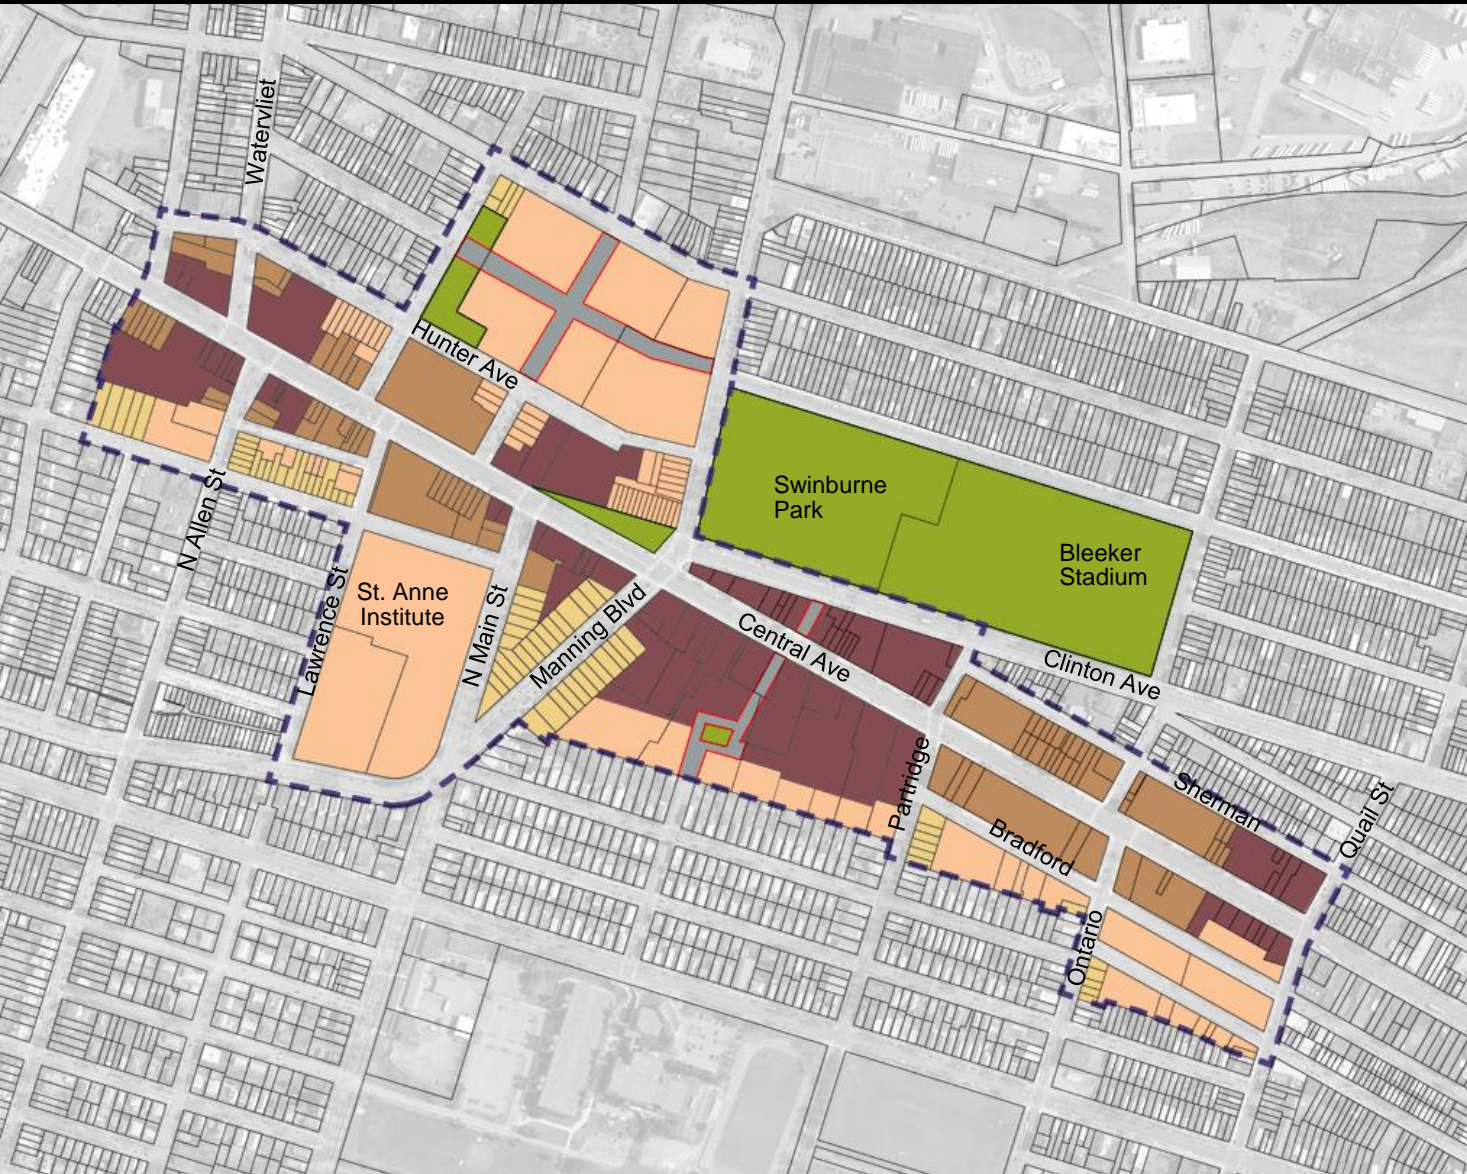 Watervliet
Hunter Ave
Swinburne
Park
N Allen St
Bleeker
Stadium
Lawrence St
St. Anne
Institute
N Main St
Manning Blvd
Central Ave
Clinton Ave
Partridge
Sherman
Quail St
Bradford
Ontario